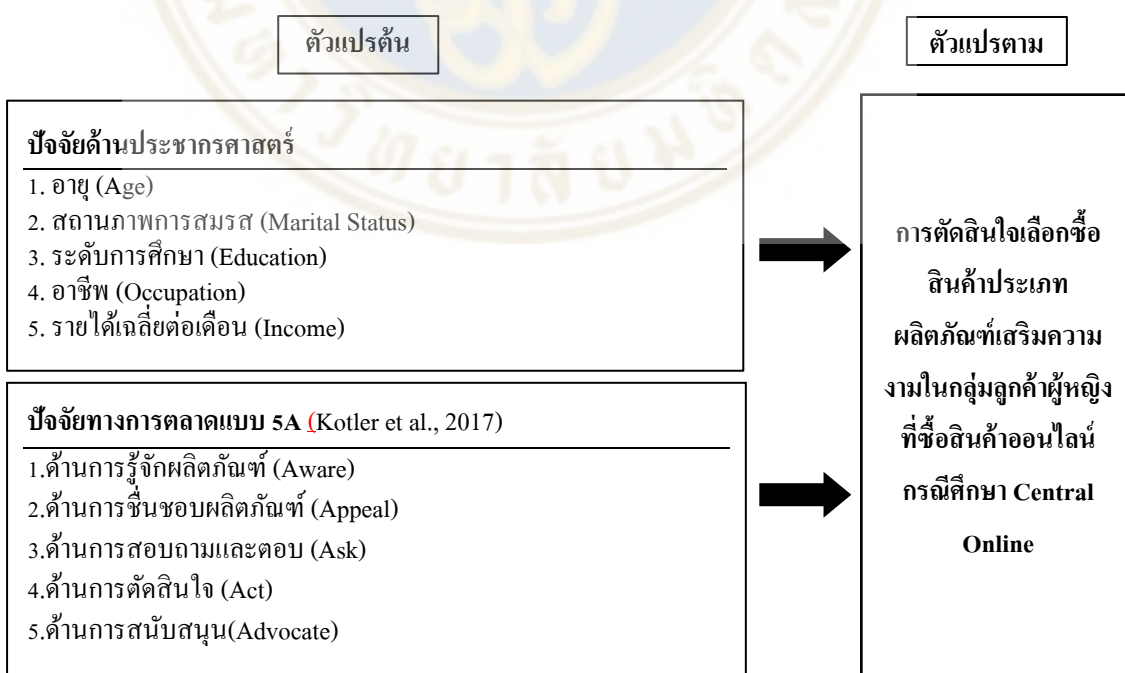 ตัวแปรต้น
ตัวแปรตาม
ปัจจัยด้านประชากรศาสตร์
1. อายุ (Age)
2. สถานภาพการสมรส (Marital Status)
3. ระดับการศึกษา (Education)
4. อาชีพ (Occupation)
5. รายได้เฉลี่ยต่อเดือน (Income)
ปัจจัยทางการตลาดแบบ 5A (Kotler et al., 2017)
1.ด้านการรู้จักผลิตภัณฑ์ (Aware)
2.ด้านการชื่นชอบผลิตภัณฑ์ (Appeal)
3.ด้านการสอบถามและตอบ (Ask)
4.ด้านการตัดสินใจ (Act)
5.ด้านการสนับสนุน(Advocate)
การตัดสินใจเลือกซื้อ
สินค้าประเภท
ผลิตภัณฑ์เสริมความ
งามในกลุ่มลูกค้าผู้หญิง
ที่ซื้อสินค้าออนไลน์
กรณีศึกษา Central
Online